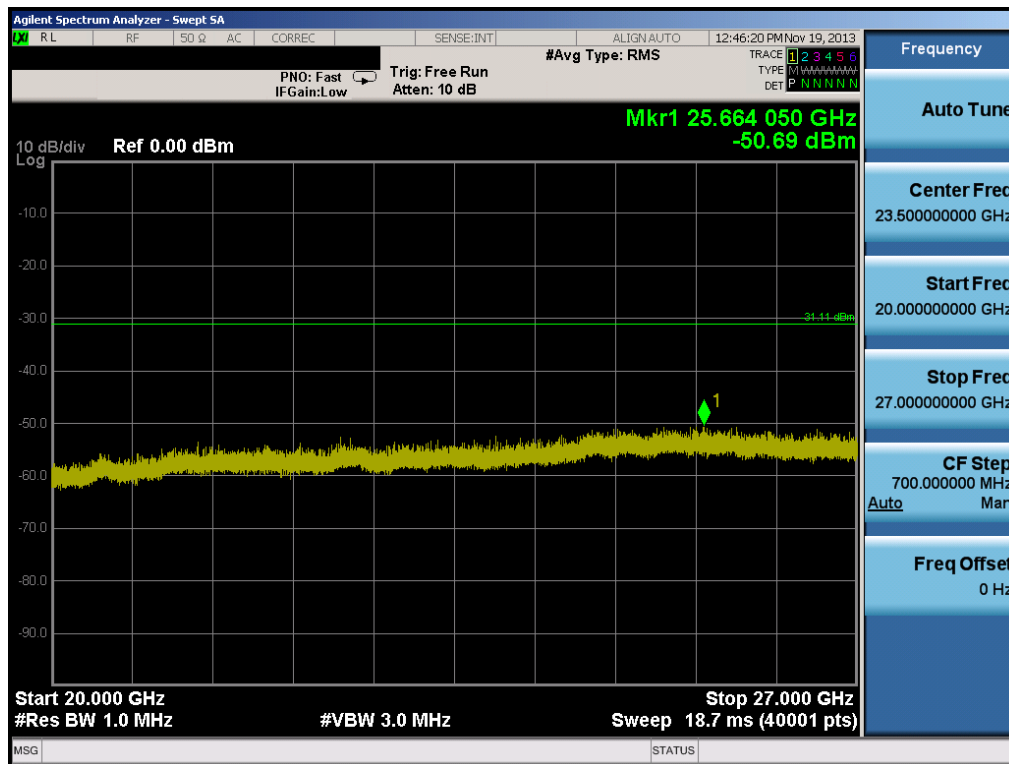 Agilent Spectrum Analyzer - Swept SA
LXI RL RF 50 Ω AC CORREC SENSE:INT ALIGN AUTO 12:46:20 PM Nov 19, 2013
#Avg Type: RMS
TRACE 1 2 3 4 5 6
TYPE M W W W W W
DET P N N N N N
PNO: Fast
IFGain:Low
Trig: Free Run
Atten: 10 dB
Mkr1 25.664 050 GHz
-50.69 dBm
10 dB/div Ref 0.00 dBm
Log
-10.0
-20.0
-30.0
-31.11 dBm
-40.0
1
-50.0
-60.0
-70.0
-80.0
-90.0
Start 20.000 GHz Stop 27.000 GHz
#Res BW 1.0 MHz #VBW 3.0 MHz Sweep 18.7 ms (40001 pts)
MSG STATUS
Frequency
Auto Tune
Center Freq
23.500000000 GHz
Start Freq
20.000000000 GHz
Stop Freq
27.000000000 GHz
CF Step
700.000000 MHz
Auto Man
Freq Offset
0 Hz